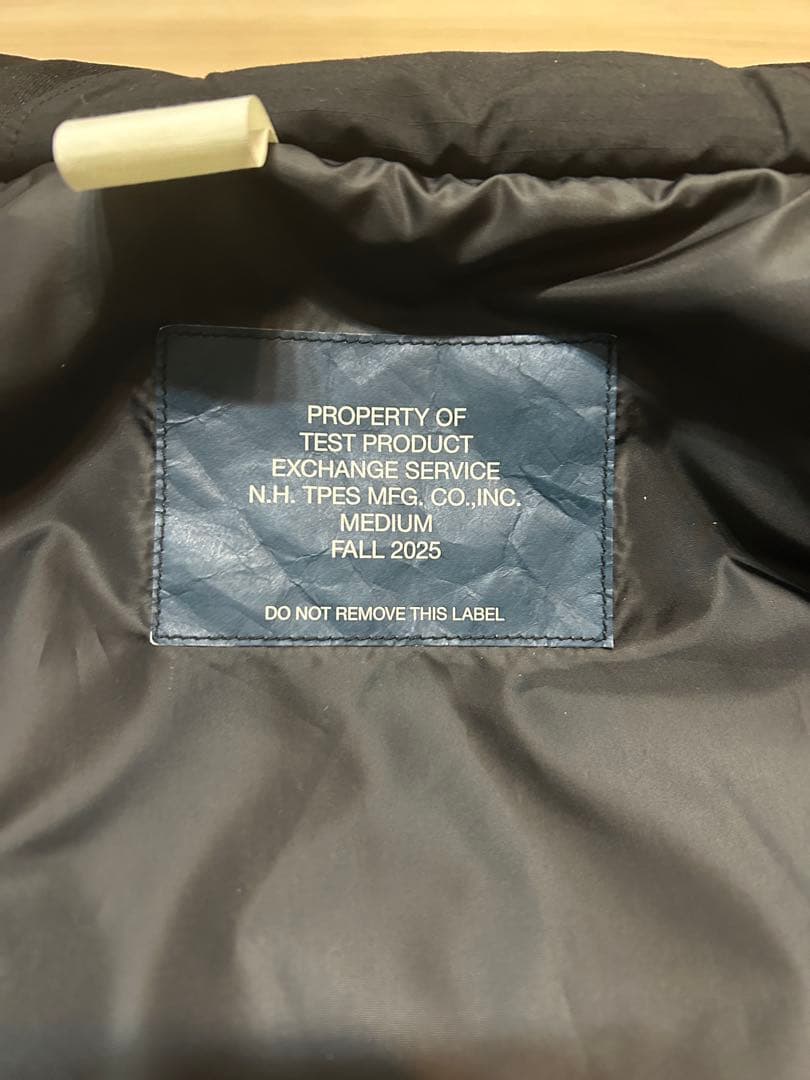 PROPERTY OF
TEST PRODUCT
EXCHANGE SERVICE
N.H. TPES MFG. CO.,INC.
MEDIUM
FALL 2025
DO NOT REMOVE THIS LABEL